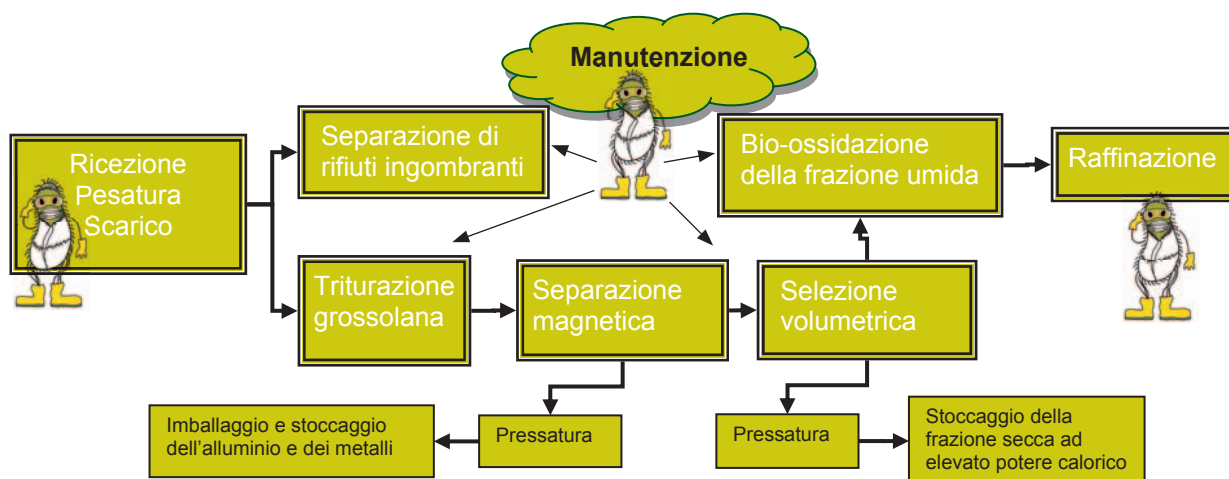 Manutenzione
Ricezione
Pesatura
Scarico
Separazione di
rifiuti ingombranti
Bio-ossidazione
della frazione umida
Raffinazione
Triturazione
grossolana
Separazione
magnetica
Selezione
volumetrica
Imballaggio e stoccaggio
dell’alluminio e dei metalli
Pressatura
Pressatura
Stoccaggio della
frazione secca ad
elevato potere calorico